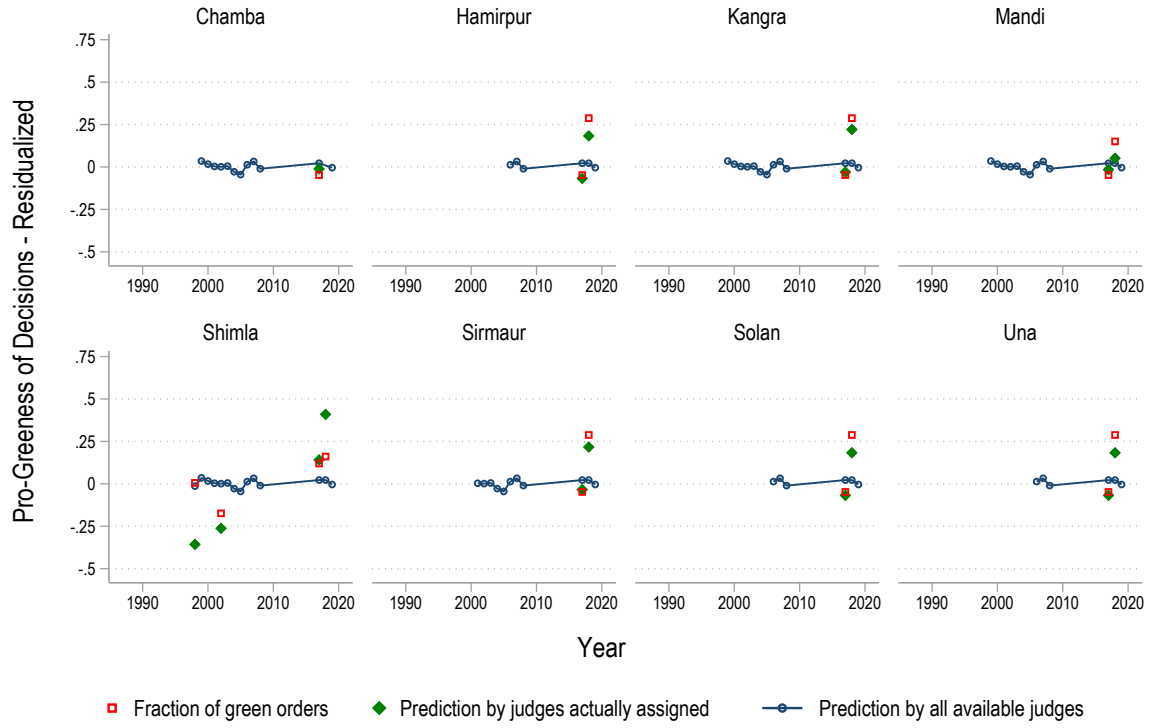 Chamba Hamirpur Kangra Mandi
Pro-Greeness of Decisions - Residualized
.75
.5
.25
0
-.25
-.5
1990 2000 2010 2020 1990 2000 2010 2020 1990 2000 2010 2020 1990 2000 2010 2020
Shimla Sirmaur Solan Una
.75
.5
.25
0
-.25
-.5
1990 2000 2010 2020 1990 2000 2010 2020 1990 2000 2010 2020 1990 2000 2010 2020
Year
Fraction of green orders Prediction by judges actually assigned Prediction by all available judges